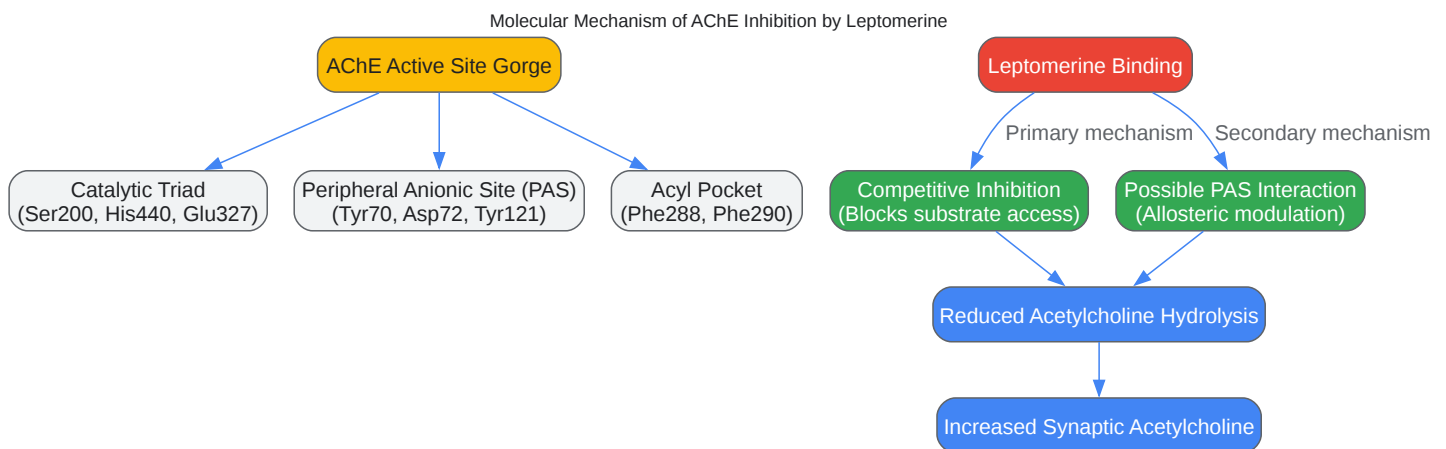 Molecular Mechanism of AChE Inhibition by Leptomerine
AChE Active Site Gorge
Leptomerine Binding
Primary mechanism
Secondary mechanism
Catalytic Triad
(Ser200, His440, Glu327)
Peripheral Anionic Site (PAS)
(Tyr70, Asp72, Tyr121)
Acyl Pocket
(Phe288, Phe290)
Competitive Inhibition
(Blocks substrate access)
Possible PAS Interaction
(Allosteric modulation)
Reduced Acetylcholine Hydrolysis
Increased Synaptic Acetylcholine